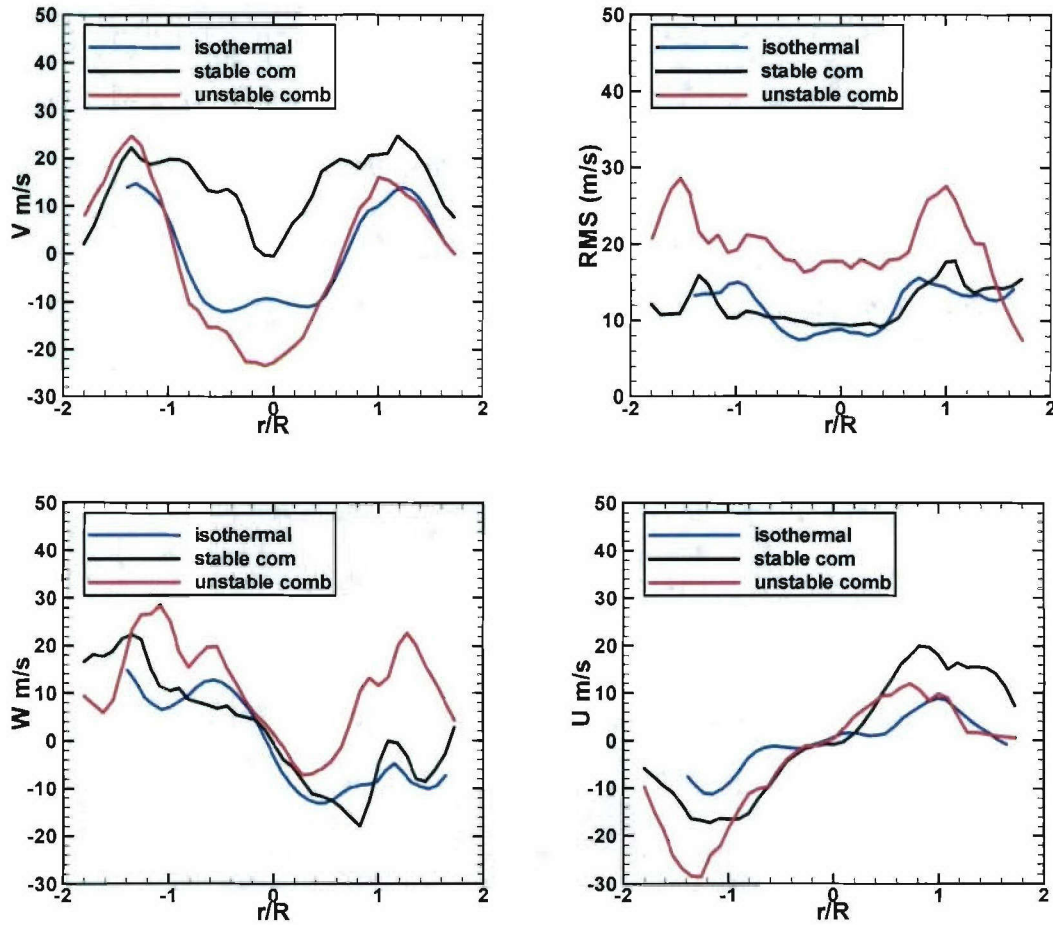 50
40
30
20
10
0
-10
-20
-30
V m/s
isothermal
stable com
unstable comb
-2
-1
0
1
2
r/R
50
40
30
20
10
0
RMS (m/s)
isothermal
stable com
unstable comb
-2
-1
0
1
2
r/R
50
40
30
20
10
0
-10
-20
-30
W m/s
isothermal
stable com
unstable comb
-2
-1
0
1
2
r/R
50
40
30
20
10
0
-10
-20
-30
U m/s
isothermal
stable com
unstable comb
-2
-1
0
1
2
r/R